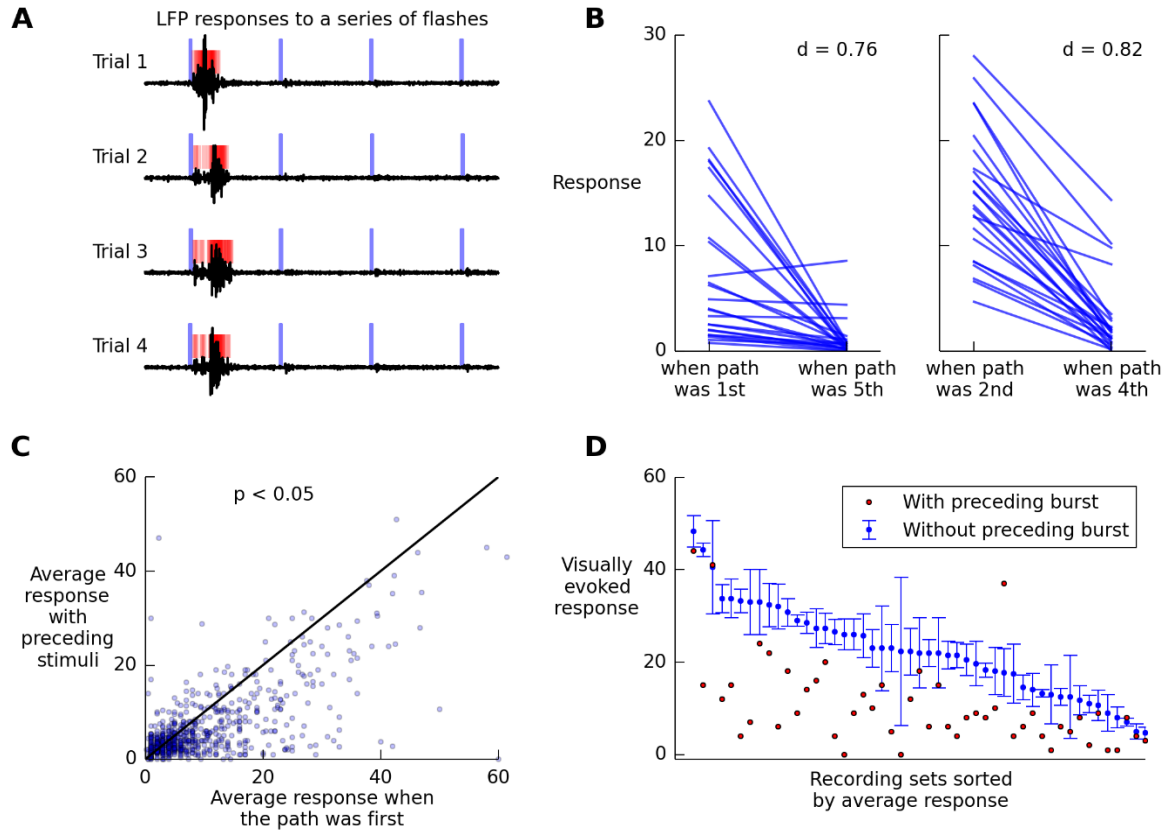 A
LFP responses to a series of flashes
Trial 1
Trial 2
Trial 3
Trial 4
B
30
20
10
0
Response
d = 0.76
d = 0.82
when path
was 1st
when path
was 5th
when path
was 2nd
when path
was 4th
C
60
40
20
0
p < 0.05
Average
response
with
preceding
stimuli
0
20
40
60
Average response when
the path was first
D
60
40
20
0
Visually
evoked
response
With preceding burst
Without preceding burst
Recording sets sorted
by average response